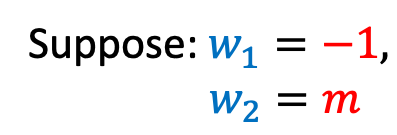 Suppose: w₁ = −1,
w₂ = m